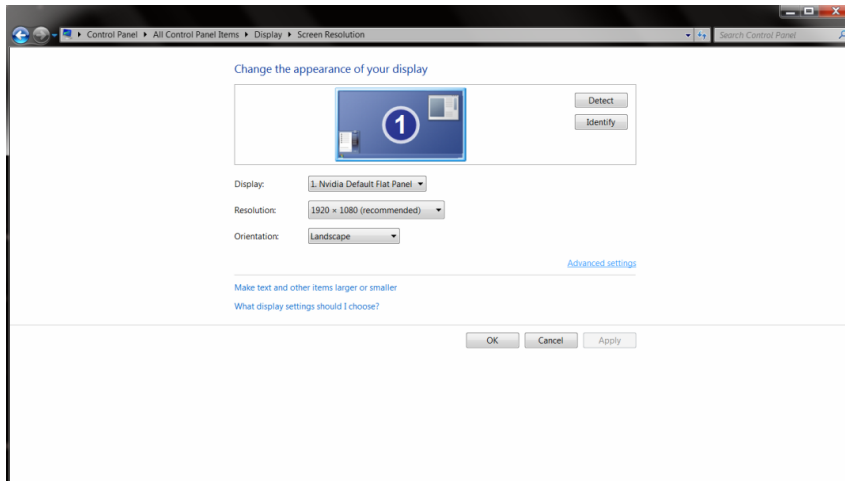 Control Panel ▸ All Control Panel Items ▸ Display ▸ Screen Resolution
Search Control Panel
Change the appearance of your display
1
Detect
Identify
Display: 1. Nvidia Default Flat Panel
Resolution: 1920 × 1080 (recommended)
Orientation: Landscape
Advanced settings
Make text and other items larger or smaller
What display settings should I choose?
OK Cancel Apply